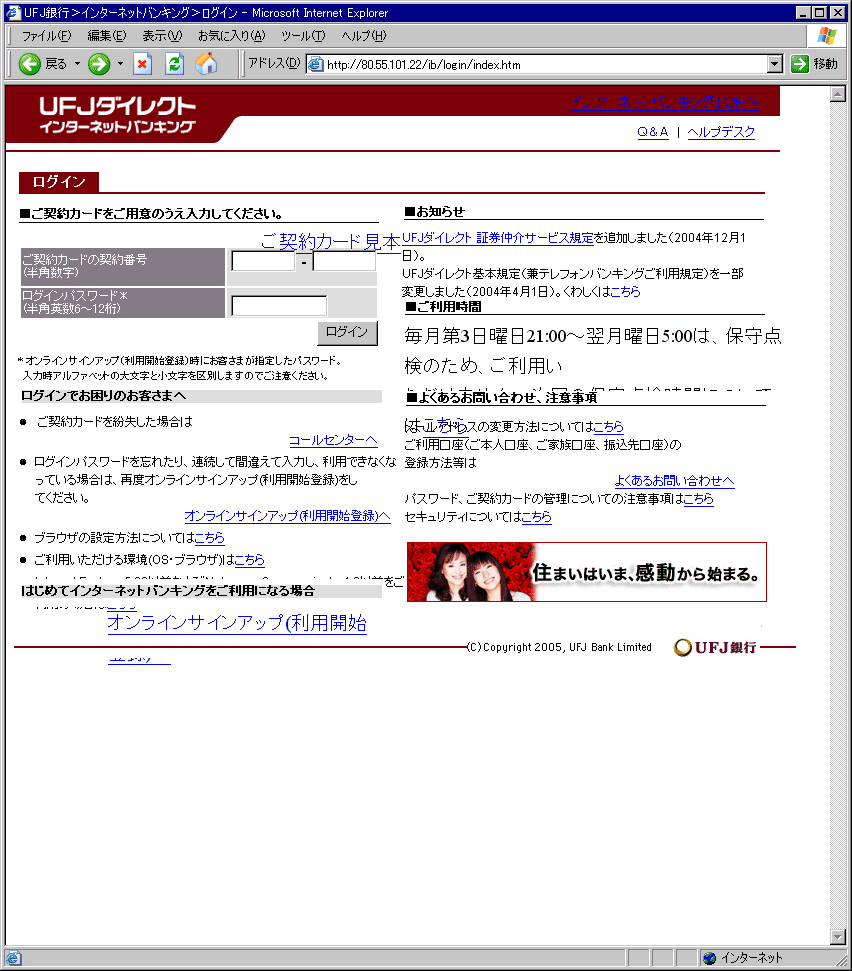 UFJ銀行＞インターネットバンキング＞ログイン - Microsoft Internet Explorer
ファイル(F) 編集(E) 表示(V) お気に入り(A) ツール(T) ヘルプ(H)
戻る アドレス(D) http://80.55.101.22/ib/login/index.htm 移動
UFJダイレクト
インターネットバンキング
Q&A | ヘルプデスク
ログイン
■ご契約カードをご用意のうえ入力してください。
ご契約カード見本
ご契約カードの契約番号
(半角数字)
-
ログインパスワード＊
(半角英数6～12桁)
ログイン
＊オンラインサインアップ(利用開始登録)時にお客さまが指定したパスワード。
入力時アルファベットの大文字と小文字を区別しますのでご注意ください。
ログインでお困りのお客さまへ
● ご契約カードを紛失した場合は
コールセンターへ
● ログインパスワードを忘れたり、連続して間違えて入力し、利用できなくな
っている場合は、再度オンラインサインアップ(利用開始登録)をし
てください。
オンラインサインアップ(利用開始登録)へ
● ブラウザの設定方法についてはこちら
● ご利用いただける環境(OS・ブラウザ)はこちら
はじめてインターネットバンキングをご利用になる場合
オンラインサインアップ(利用開始
■お知らせ
UFJダイレクト 証券仲介サービス規定を追加しました(2004年12月1
日)。
UFJダイレクト基本規定(兼テレフォンバンキングご利用規定)を一部
変更しました(2004年4月1日)。くわしくはこちら
■ご利用時間
毎月第3日曜日21:00～翌月曜日5:00は、保守点
検のため、ご利用い
■よくあるお問い合わせ、注意事項
レスの変更方法についてはこちら
ご利用口座(ご本人口座、ご家族口座、振込先口座)の
登録方法等は
よくあるお問い合わせへ
パスワード、ご契約カードの管理についての注意事項はこちら
セキュリティについてはこちら
住まいはいま、感動から始まる。
(C)Copyright 2005, UFJ Bank Limited UFJ銀行
インターネット